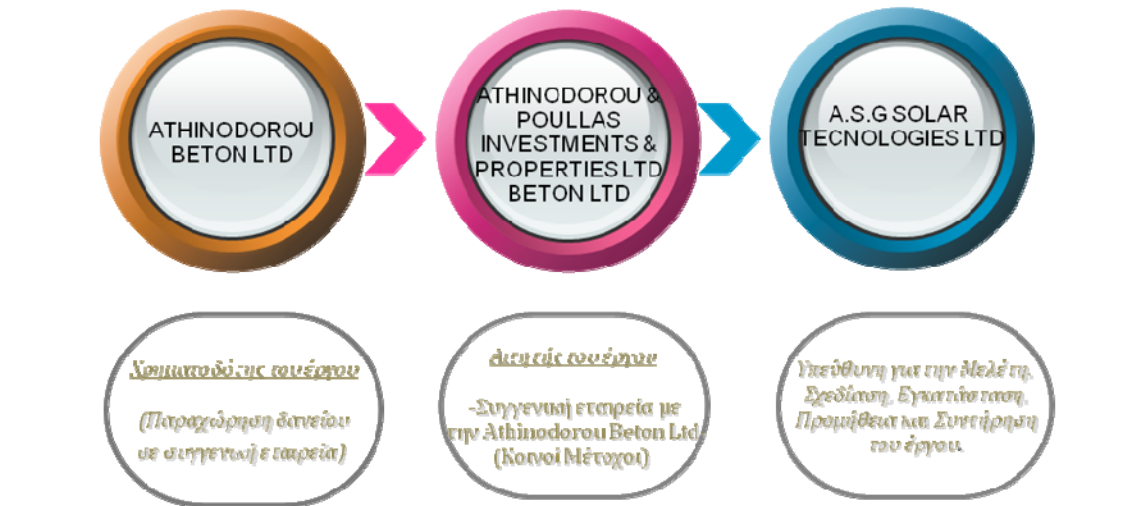 ATHINODOROU
BETON LTD
ATHINODOROU &
POULLAS
INVESTMENTS &
PROPERTIES LTD
BETON LTD
A.S.G SOLAR
TECNOLOGIES LTD
Χρηματοδότης του έργου
(Παραχώρηση δανείου
σε συγγενική εταιρεία)
Αιτητής του έργου
-Συγγενική εταιρεία με
την Athinodorou Beton Ltd
(Κοινοί Μέτοχοι)
Υπεύθυνη για την Μελέτη,
Σχεδίαση, Εγκατάσταση,
Προμήθεια και Συντήρηση
του έργου.